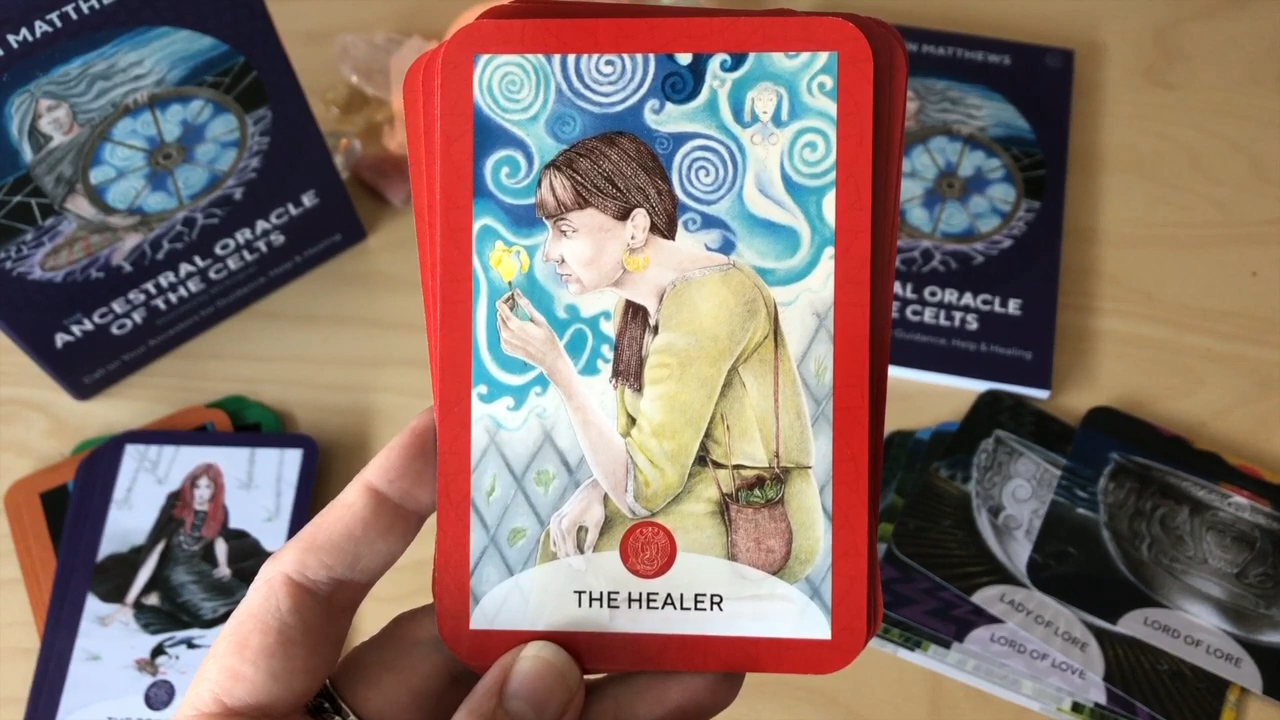 MATTHEWS
ANCESTRAL ORACLE
OF THE CELTS
Call on Your Ancestors for Guidance, Help & Healing
MATTHEWS
AL ORACLE
CELTS
Guidance, Help & Healing
THE HEALER
LADY OF LORE
LORD OF LOVE
LORD OF LORE